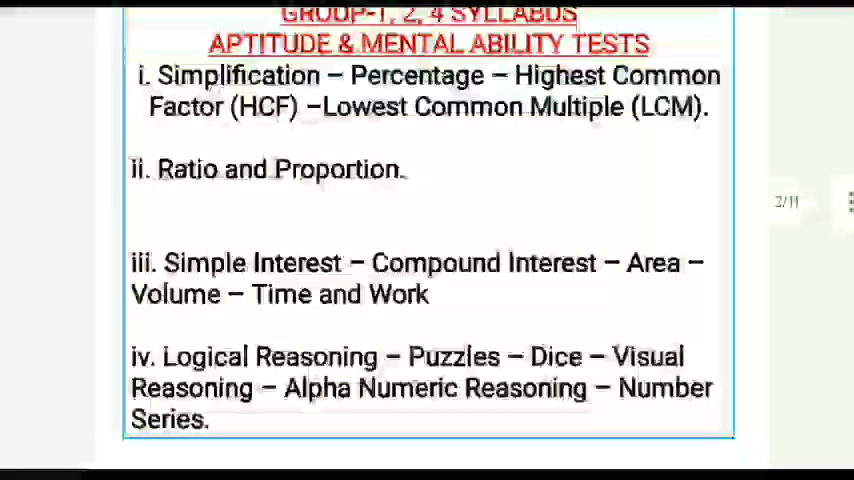 GROUP-1, 2, 4 SYLLABUS
APTITUDE & MENTAL ABILITY TESTS
i. Simplification – Percentage – Highest Common
Factor (HCF) –Lowest Common Multiple (LCM).
ii. Ratio and Proportion.
2/11
iii. Simple Interest – Compound Interest – Area –
Volume – Time and Work
iv. Logical Reasoning – Puzzles – Dice – Visual
Reasoning – Alpha Numeric Reasoning – Number
Series.